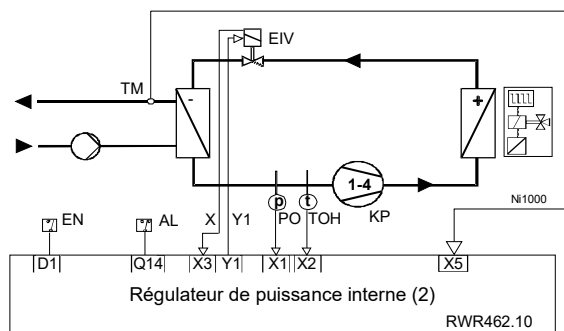 EIV
TM
-
+
1-4
Ni1000
EN
AL
X
Y1
p
PO
t
TOH
KP
D1
Q14
X3
Y1
X1
X2
X5
Régulateur de puissance interne (2)
RWR462.10